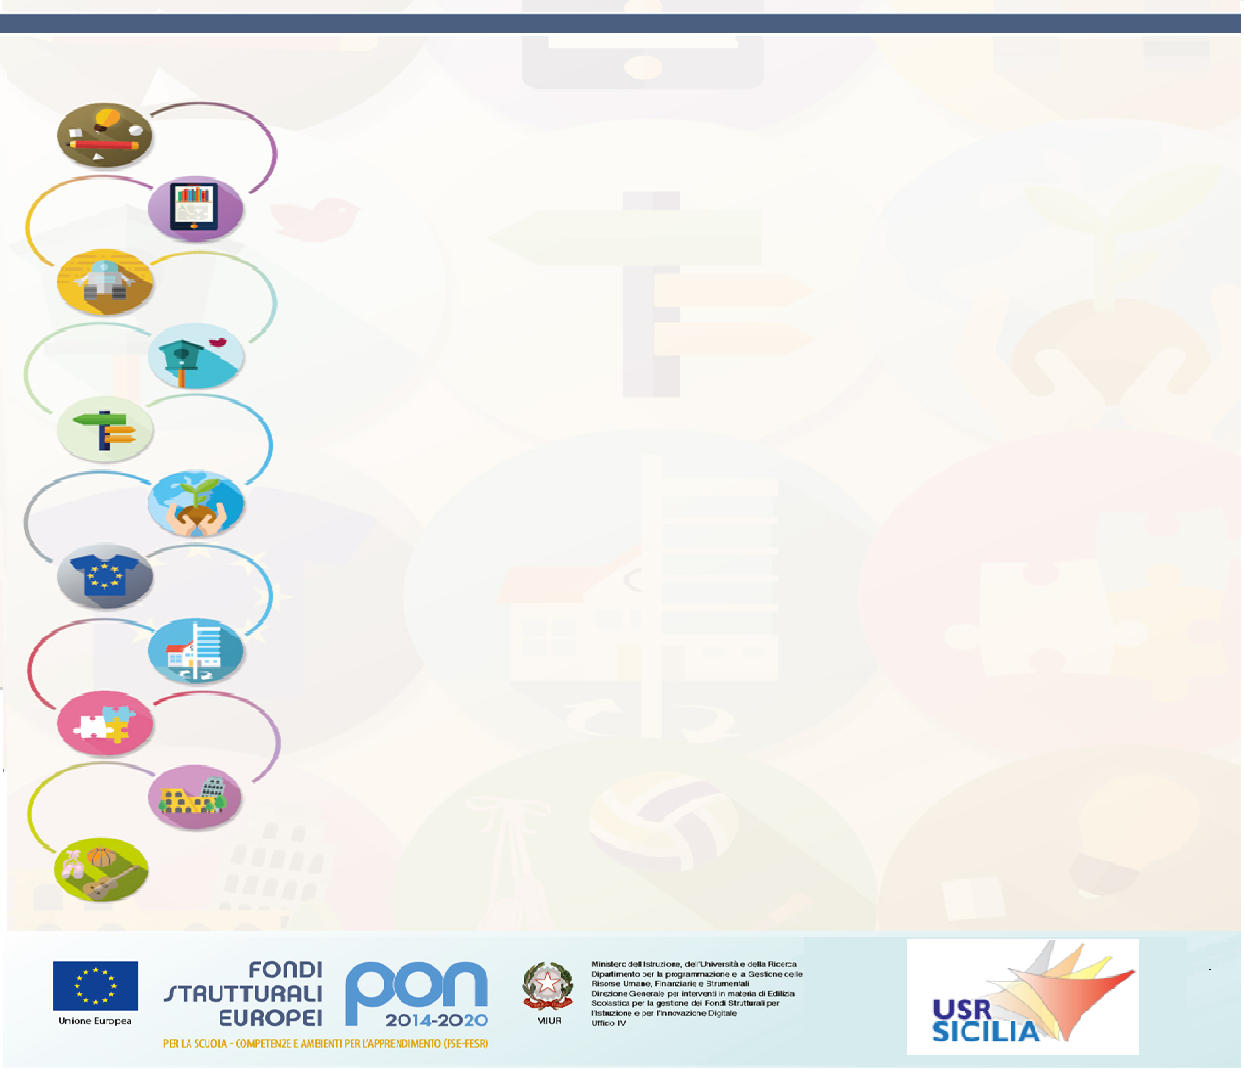 Unione Europea
FONDI
STRUTTURALI
EUROPEI
pon
2014-2020
PER LA SCUOLA - COMPETENZE E AMBIENTI PER L'APPRENDIMENTO (FSE-FESR)
MIUR
Ministero dell'Istruzione, dell'Università e della Ricerca
Dipartimento per la programmazione e la Gestione delle
Risorse Umane, Finanziarie e Strumentali
Direzione Generale per interventi in materia di Edilizia
Scolastica per la gestione dei Fondi Strutturali per
l'Istruzione e per l'Innovazione Digitale
Ufficio IV
USR
SICILIA